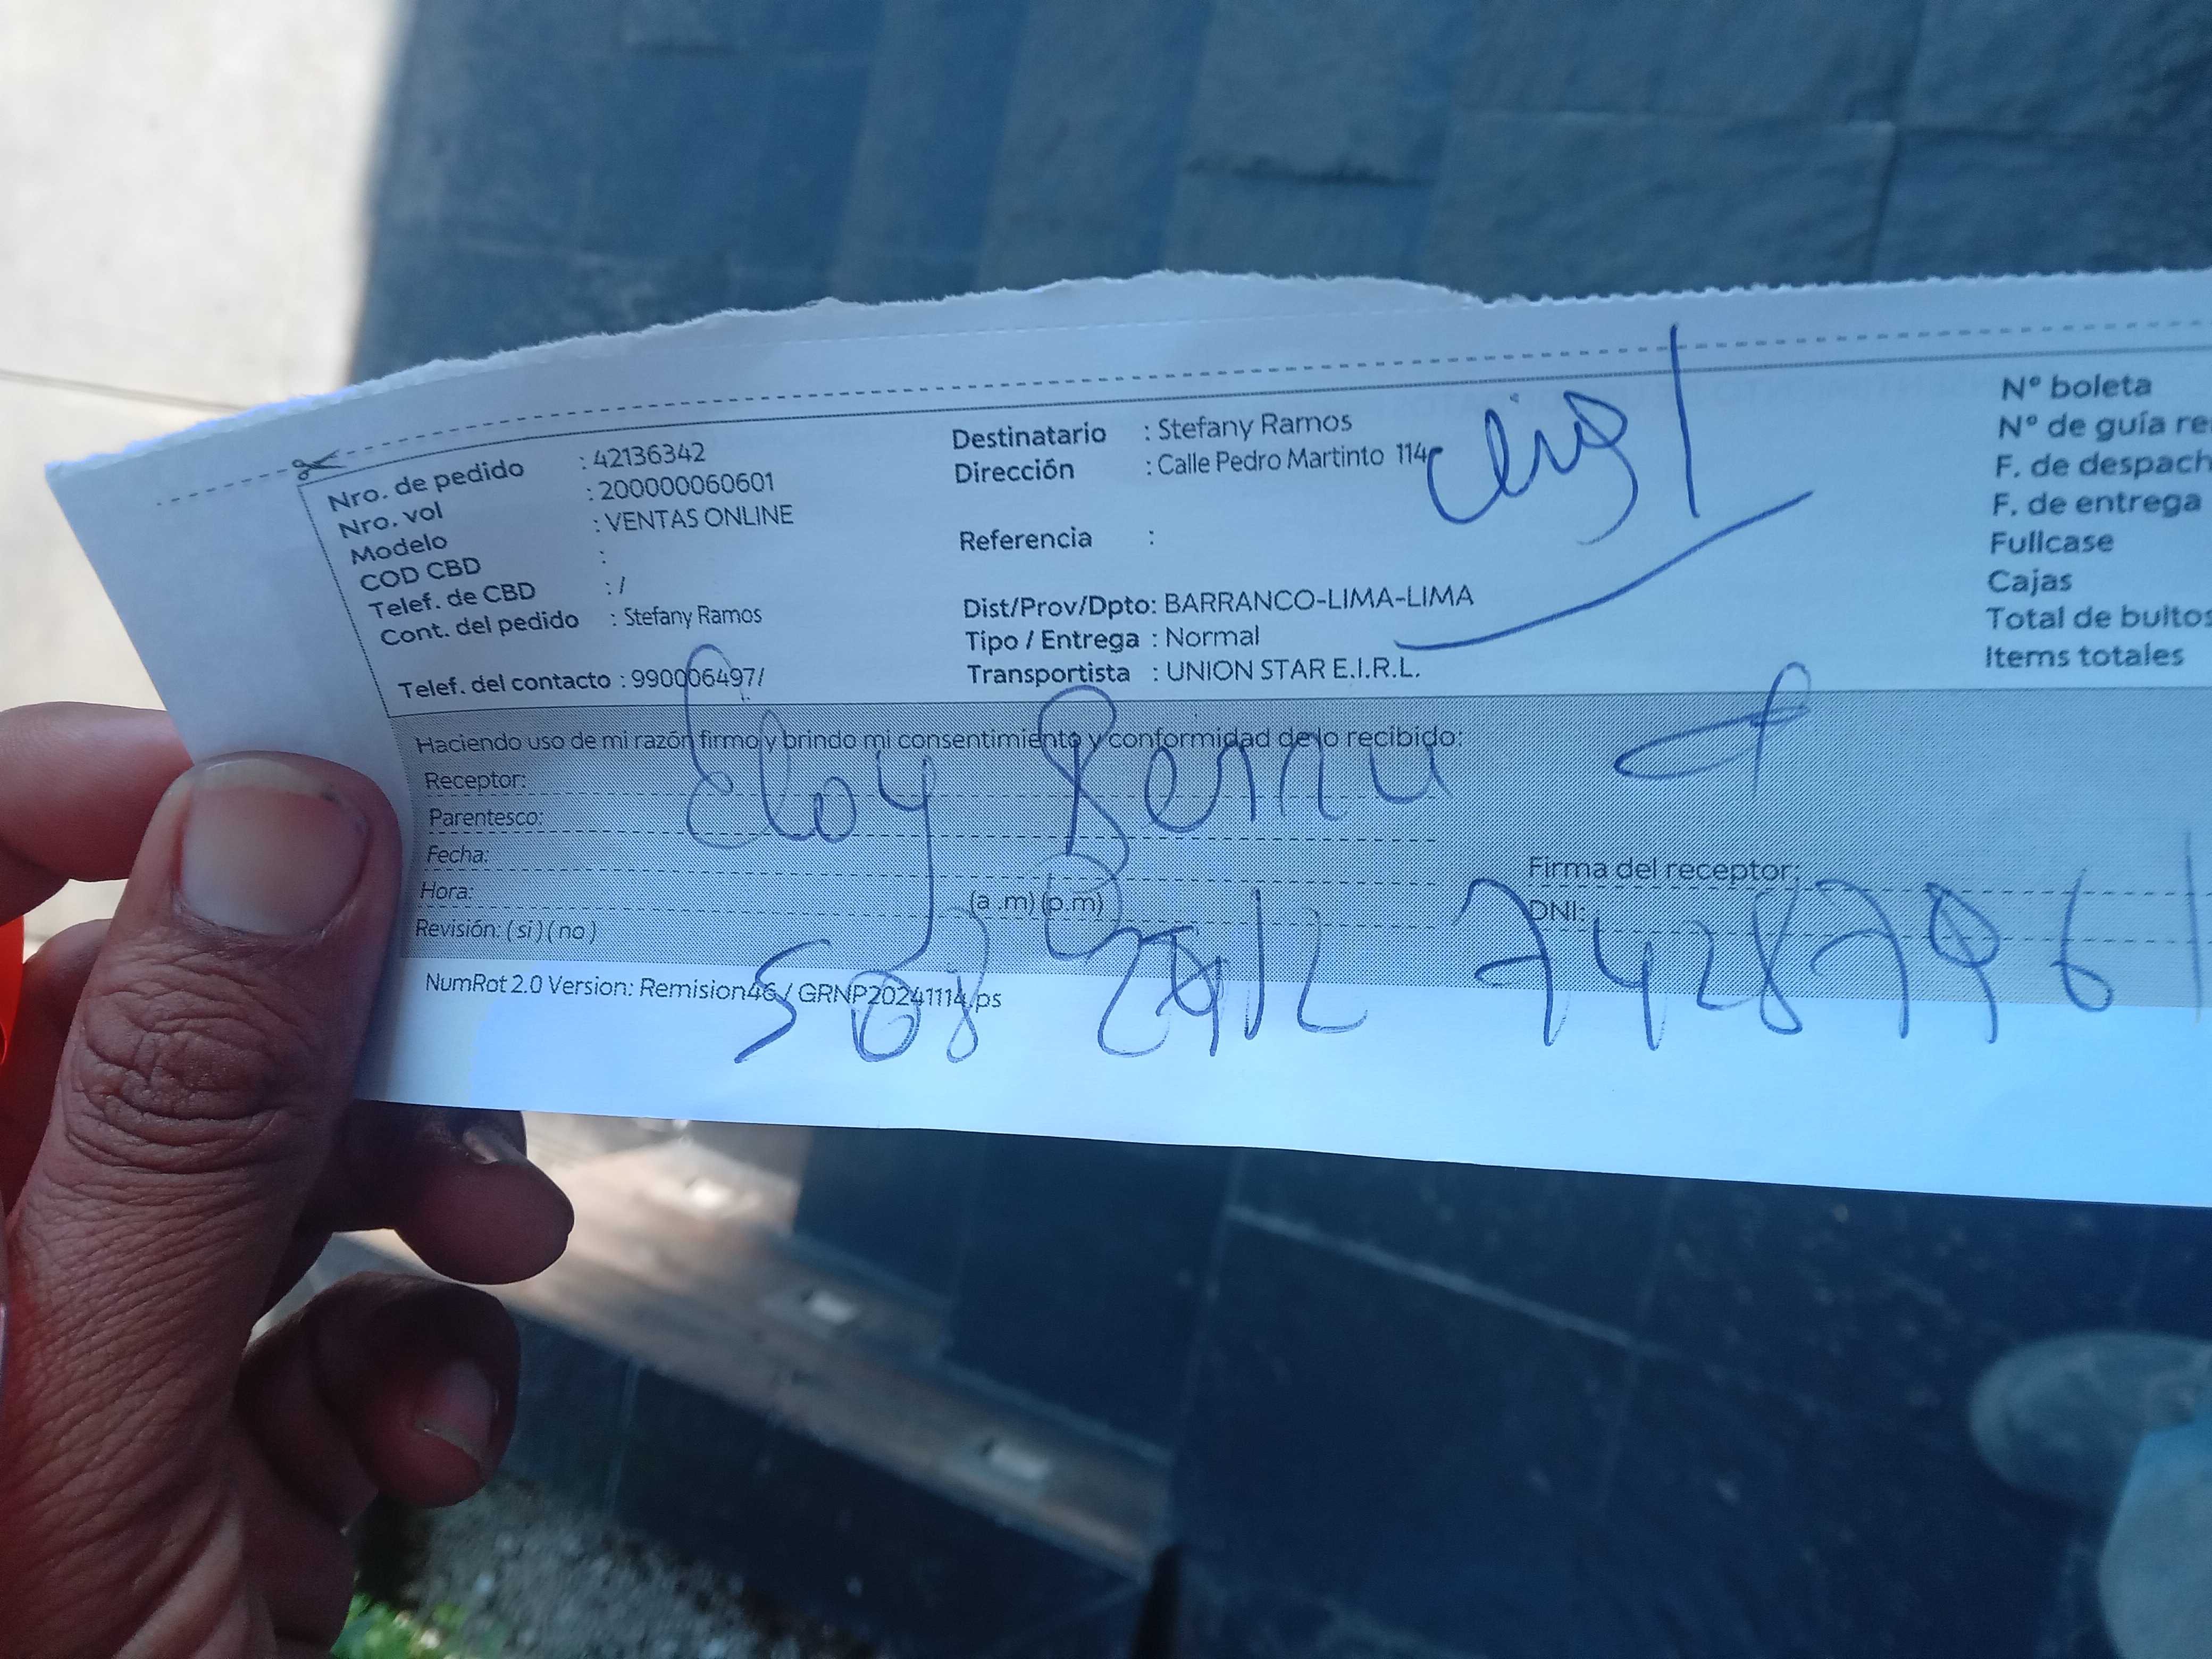 Nro. de pedido : 42136342
Nro. vol : 200000060601
Modelo : VENTAS ONLINE
COD CBD :
Telef. de CBD : /
Cont. del pedido : Stefany Ramos
Telef. del contacto : 990006497/
Destinatario : Stefany Ramos
Dirección : Calle Pedro Martinto 114
Referencia :
Dist/Prov/Dpto: BARRANCO-LIMA-LIMA
Tipo / Entrega : Normal
Transportista : UNION STAR E.I.R.L.
Nº boleta
Nº de guía re
F. de despach
F. de entrega
Fullcase
Cajas
Total de bultos
Items totales
Haciendo uso de mi razón firmo y brindo mi consentimiento y conformidad de lo recibido:
Receptor: Eloy
Parentesco:
Fecha:
Hora: (a .m) (p.m)
Revisión: ( si ) ( no )
Firma del receptor:
DNI:
NumRot 2.0 Version: Remision46 / GRNP20241114.ps